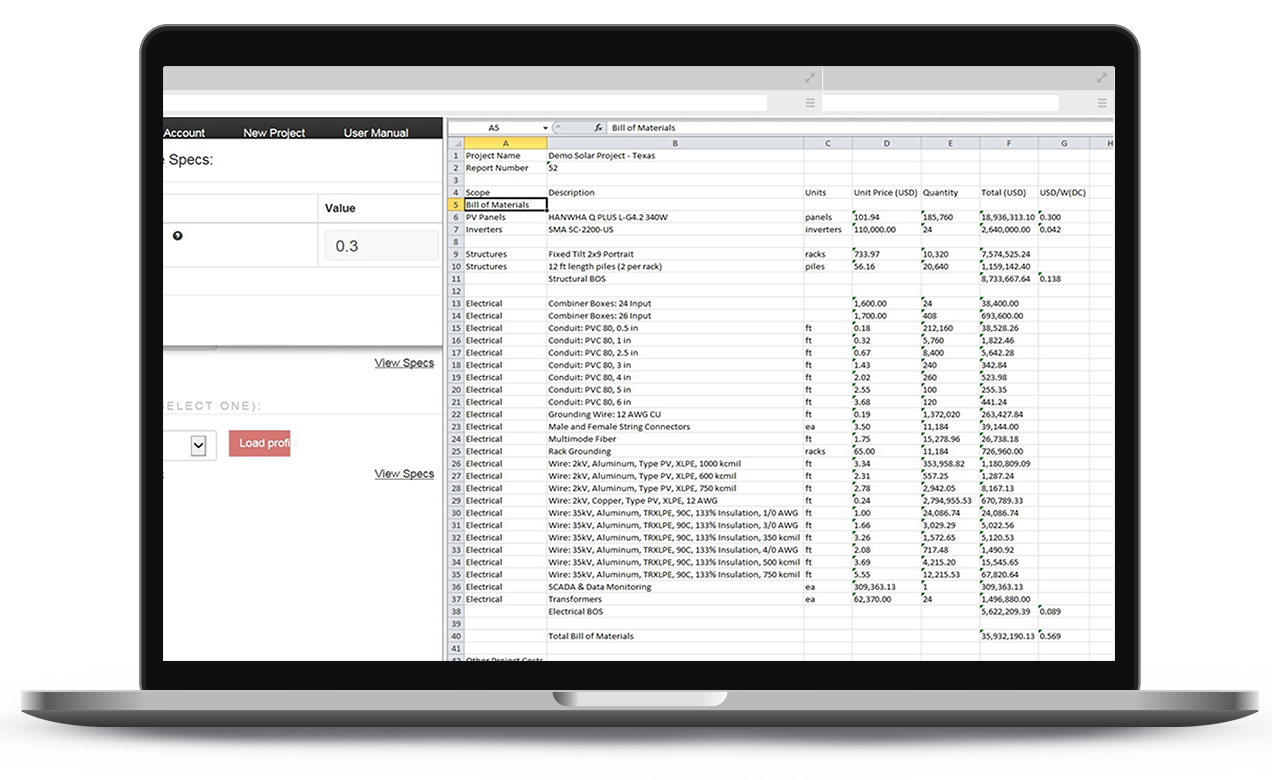 Account New Project User Manual
Specs:
Value
0.3
View Specs
ELECT ONE):
Load profi
View Specs
A5 fx Bill of Materials
A B C D E F G H
1 Project Name Demo Solar Project - Texas
2 Report Number 52
3
4 Scope Description Units Unit Price (USD) Quantity Total (USD) USD/W(DC)
5 Bill of Materials
6 PV Panels HANWHA Q PLUS L-G4.2 340W panels 101.94 185,760 18,936,313.10 0.300
7 Inverters SMA SC-2200-US inverters 110,000.00 24 2,640,000.00 0.042
8
9 Structures Fixed Tilt 2x9 Portrait racks 733.97 10,320 7,574,525.24
10 Structures 12 ft length piles (2 per rack) piles 56.16 20,640 1,159,142.40
11 Structural BOS 8,733,667.64 0.138
12
13 Electrical Combiner Boxes: 24 Input 1,600.00 24 38,400.00
14 Electrical Combiner Boxes: 26 Input 1,700.00 408 693,600.00
15 Electrical Conduit: PVC 80, 0.5 in ft 0.18 212,160 38,528.26
16 Electrical Conduit: PVC 80, 1 in ft 0.32 5,760 1,822.46
17 Electrical Conduit: PVC 80, 2.5 in ft 0.67 8,400 5,642.28
18 Electrical Conduit: PVC 80, 3 in ft 1.43 240 342.84
19 Electrical Conduit: PVC 80, 4 in ft 2.02 260 523.98
20 Electrical Conduit: PVC 80, 5 in ft 2.55 100 255.35
21 Electrical Conduit: PVC 80, 6 in ft 3.68 120 441.24
22 Electrical Grounding Wire: 12 AWG CU ft 0.19 1,372,020 263,427.84
23 Electrical Male and Female String Connectors ea 3.50 11,184 39,144.00
24 Electrical Multimode Fiber ft 1.75 15,278.96 26,738.18
25 Electrical Rack Grounding racks 65.00 11,184 726,960.00
26 Electrical Wire: 2kV, Aluminum, Type PV, XLPE, 1000 kcmil ft 3.34 353,958.82 1,180,809.09
27 Electrical Wire: 2kV, Aluminum, Type PV, XLPE, 600 kcmil ft 2.31 557.25 1,287.24
28 Electrical Wire: 2kV, Aluminum, Type PV, XLPE, 750 kcmil ft 2.78 2,942.05 8,167.13
29 Electrical Wire: 2kV, Copper, Type PV, XLPE, 12 AWG ft 0.24 2,794,955.53 670,789.33
30 Electrical Wire: 35kV, Aluminum, TRXLPE, 90C, 133% Insulation, 1/0 AWG ft 1.00 24,086.74 24,086.74
31 Electrical Wire: 35kV, Aluminum, TRXLPE, 90C, 133% Insulation, 3/0 AWG ft 1.66 3,029.29 5,022.56
32 Electrical Wire: 35kV, Aluminum, TRXLPE, 90C, 133% Insulation, 350 kcmil ft 3.26 1,572.65 5,120.53
33 Electrical Wire: 35kV, Aluminum, TRXLPE, 90C, 133% Insulation, 4/0 AWG ft 2.08 717.48 1,490.92
34 Electrical Wire: 35kV, Aluminum, TRXLPE, 90C, 133% Insulation, 500 kcmil ft 3.69 4,215.20 15,545.65
35 Electrical Wire: 35kV, Aluminum, TRXLPE, 90C, 133% Insulation, 750 kcmil ft 5.55 12,215.53 67,820.64
36 Electrical SCADA & Data Monitoring ea 309,363.13 1 309,363.13
37 Electrical Transformers ea 62,370.00 24 1,496,880.00
38 Electrical BOS 5,622,209.39 0.089
39
40 Total Bill of Materials 35,932,190.13 0.569
41
42 Other Project Costs